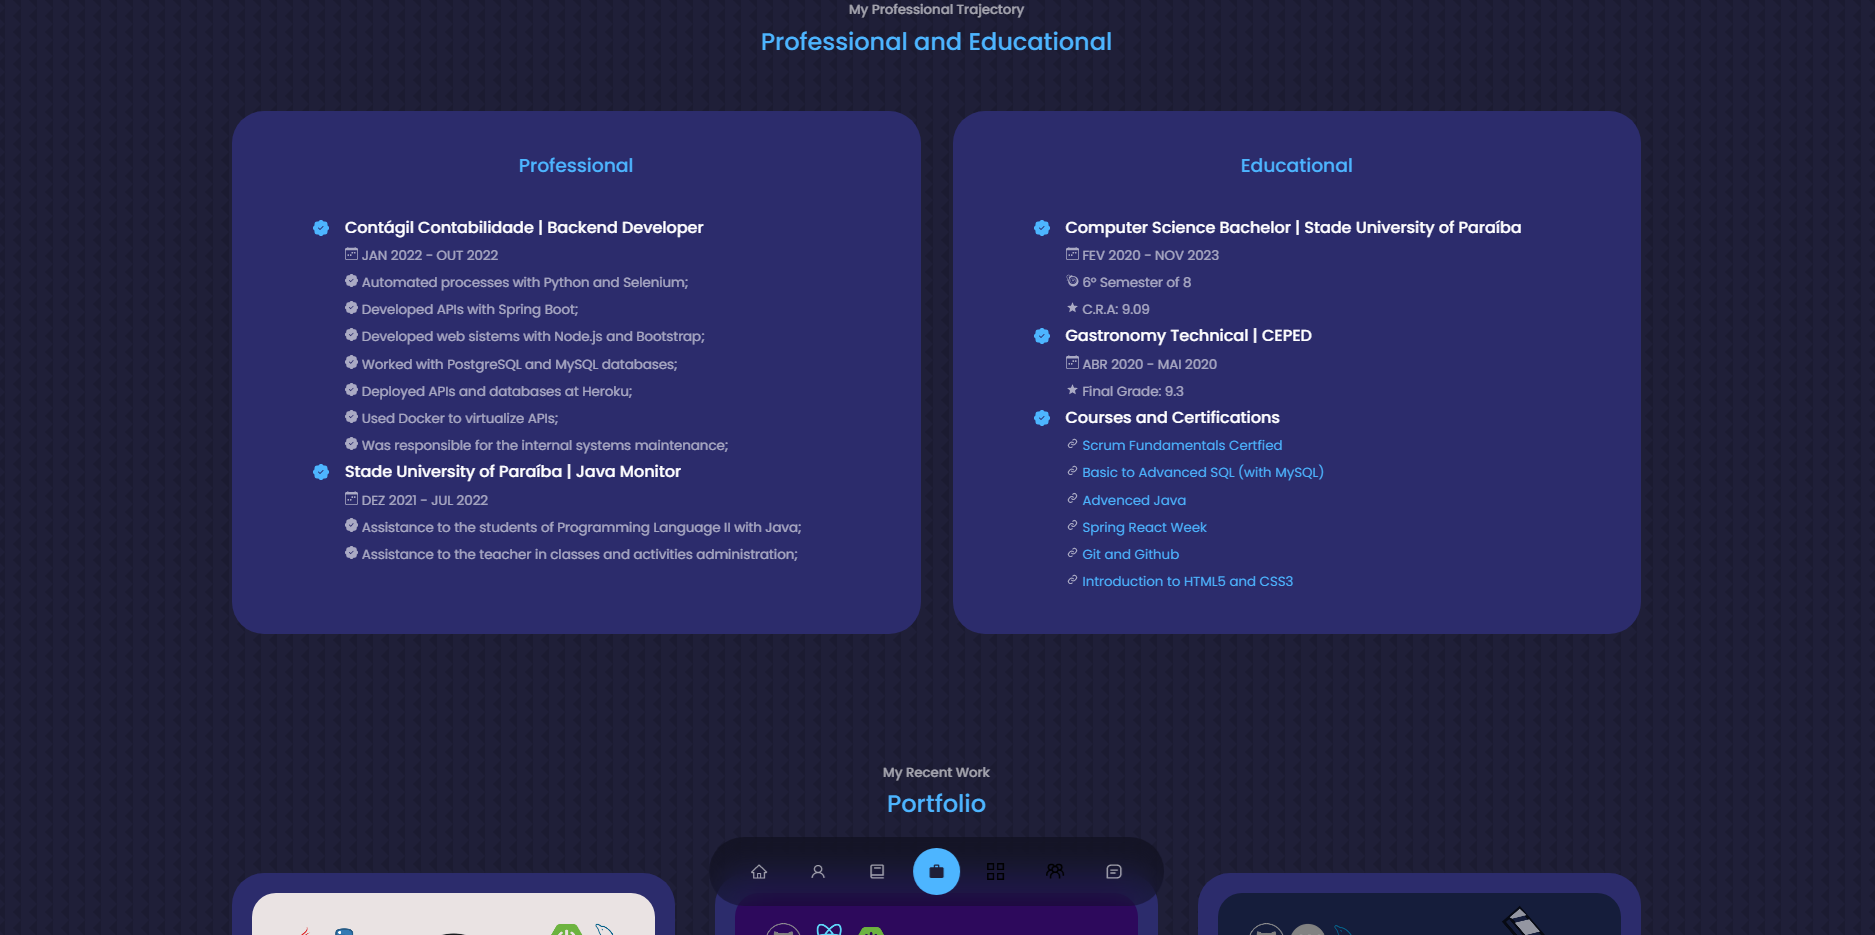 My Professional Trajectory
Professional and Educational
Professional
Contágil Contabilidade | Backend Developer
JAN 2022 - OUT 2022
Automated processes with Python and Selenium;
Developed APIs with Spring Boot;
Developed web sistems with Node.js and Bootstrap;
Worked with PostgreSQL and MySQL databases;
Deployed APIs and databases at Heroku;
Used Docker to virtualize APIs;
Was responsible for the internal systems maintenance;
Stade University of Paraíba | Java Monitor
DEZ 2021 - JUL 2022
Assistance to the students of Programming Language II with Java;
Assistance to the teacher in classes and activities administration;
Educational
Computer Science Bachelor | Stade University of Paraíba
FEV 2020 - NOV 2023
6° Semester of 8
C.R.A: 9.09
Gastronomy Technical | CEPED
ABR 2020 - MAI 2020
Final Grade: 9.3
Courses and Certifications
Scrum Fundamentals Certfied
Basic to Advanced SQL (with MySQL)
Advenced Java
Spring React Week
Git and Github
Introduction to HTML5 and CSS3
My Recent Work
Portfolio